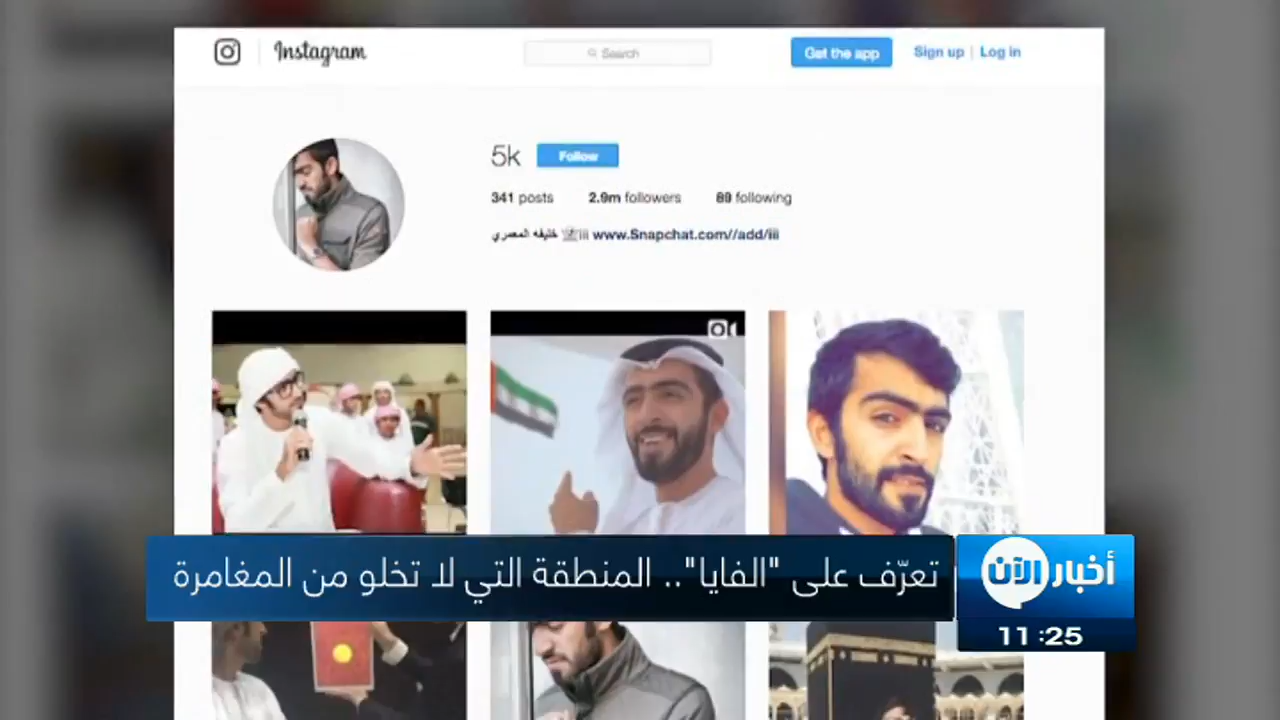 Instagram
Search
Get the app
Sign up | Log in
5k
Follow
341 posts
2.9m followers
89 following
خليفه المصري
iii www.Snapchat.com//add/iii
تعرّف على "الفايا".. المنطقة التي لا تخلو من المغامرة
أخبار الآن
11:25